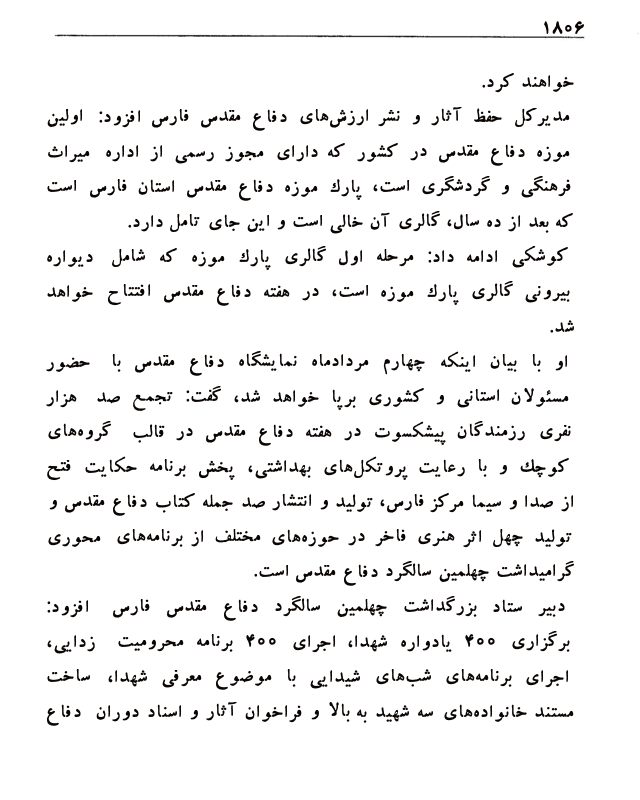 ۱۸۰۶
خواهند کرد.
مدیرکل حفظ آثار و نشر ارزش‌های دفاع مقدس فارس افزود: اولین
موزه دفاع مقدس در کشور که دارای مجوز رسمی از اداره میراث
فرهنگی و گردشگری است، پارك موزه دفاع مقدس استان فارس است
که بعد از ده سال، گالری آن خالی است و این جای تامل دارد.
کوشکی ادامه داد: مرحله اول گالری پارك موزه که شامل دیواره
بیرونی گالری پارك موزه است، در هفته دفاع مقدس افتتاح خواهد
شد.
او با بیان اینکه چهارم مردادماه نمایشگاه دفاع مقدس با حضور
مسئولان استانی و کشوری برپا خواهد شد، گفت: تجمع صد هزار
نفری رزمندگان پیشکسوت در هفته دفاع مقدس در قالب گروه‌های
کوچك و با رعایت پروتکل‌های بهداشتی، پخش برنامه حکایت فتح
از صدا و سیما مرکز فارس، تولید و انتشار صد جمله کتاب دفاع مقدس و
تولید چهل اثر هنری فاخر در حوزه‌های مختلف از برنامه‌های محوری
گرامیداشت چهلمین سالگرد دفاع مقدس است.
دبیر ستاد بزرگداشت چهلمین سالگرد دفاع مقدس فارس افزود:
برگزاری ۴۰۰ یادواره شهدا، اجرای ۴۰۰ برنامه محرومیت زدایی،
اجرای برنامه‌های شب‌های شیدایی با موضوع معرفی شهدا، ساخت
مستند خانواده‌های سه شهید به بالا و فراخوان آثار و اسناد دوران دفاع